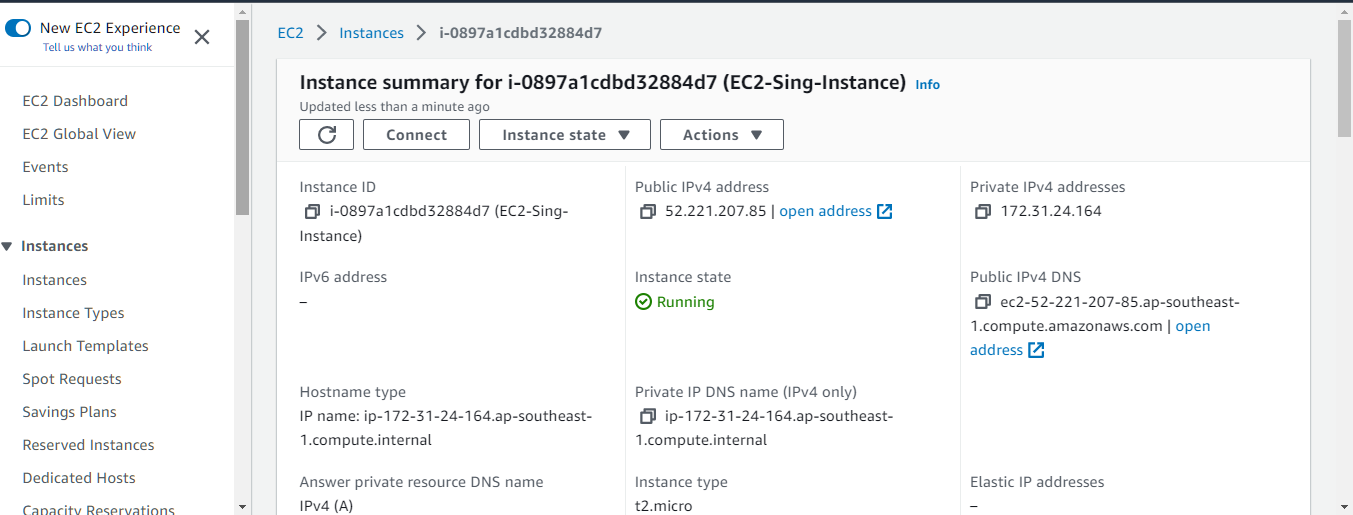 New EC2 Experience
Tell us what you think
EC2 Dashboard
EC2 Global View
Events
Limits
Instances
Instances
Instance Types
Launch Templates
Spot Requests
Savings Plans
Reserved Instances
Dedicated Hosts
Capacity Reservations
EC2 > Instances > i-0897a1cdbd32884d7
Instance summary for i-0897a1cdbd32884d7 (EC2-Sing-Instance) Info
Updated less than a minute ago
Connect Instance state Actions
Instance ID
i-0897a1cdbd32884d7 (EC2-Sing-
Instance)
Public IPv4 address
52.221.207.85 | open address
Private IPv4 addresses
172.31.24.164
IPv6 address
–
Instance state
Running
Public IPv4 DNS
ec2-52-221-207-85.ap-southeast-
1.compute.amazonaws.com | open
address
Hostname type
IP name: ip-172-31-24-164.ap-southeast-
1.compute.internal
Private IP DNS name (IPv4 only)
ip-172-31-24-164.ap-southeast-
1.compute.internal
Answer private resource DNS name
IPv4 (A)
Instance type
t2.micro
Elastic IP addresses
–